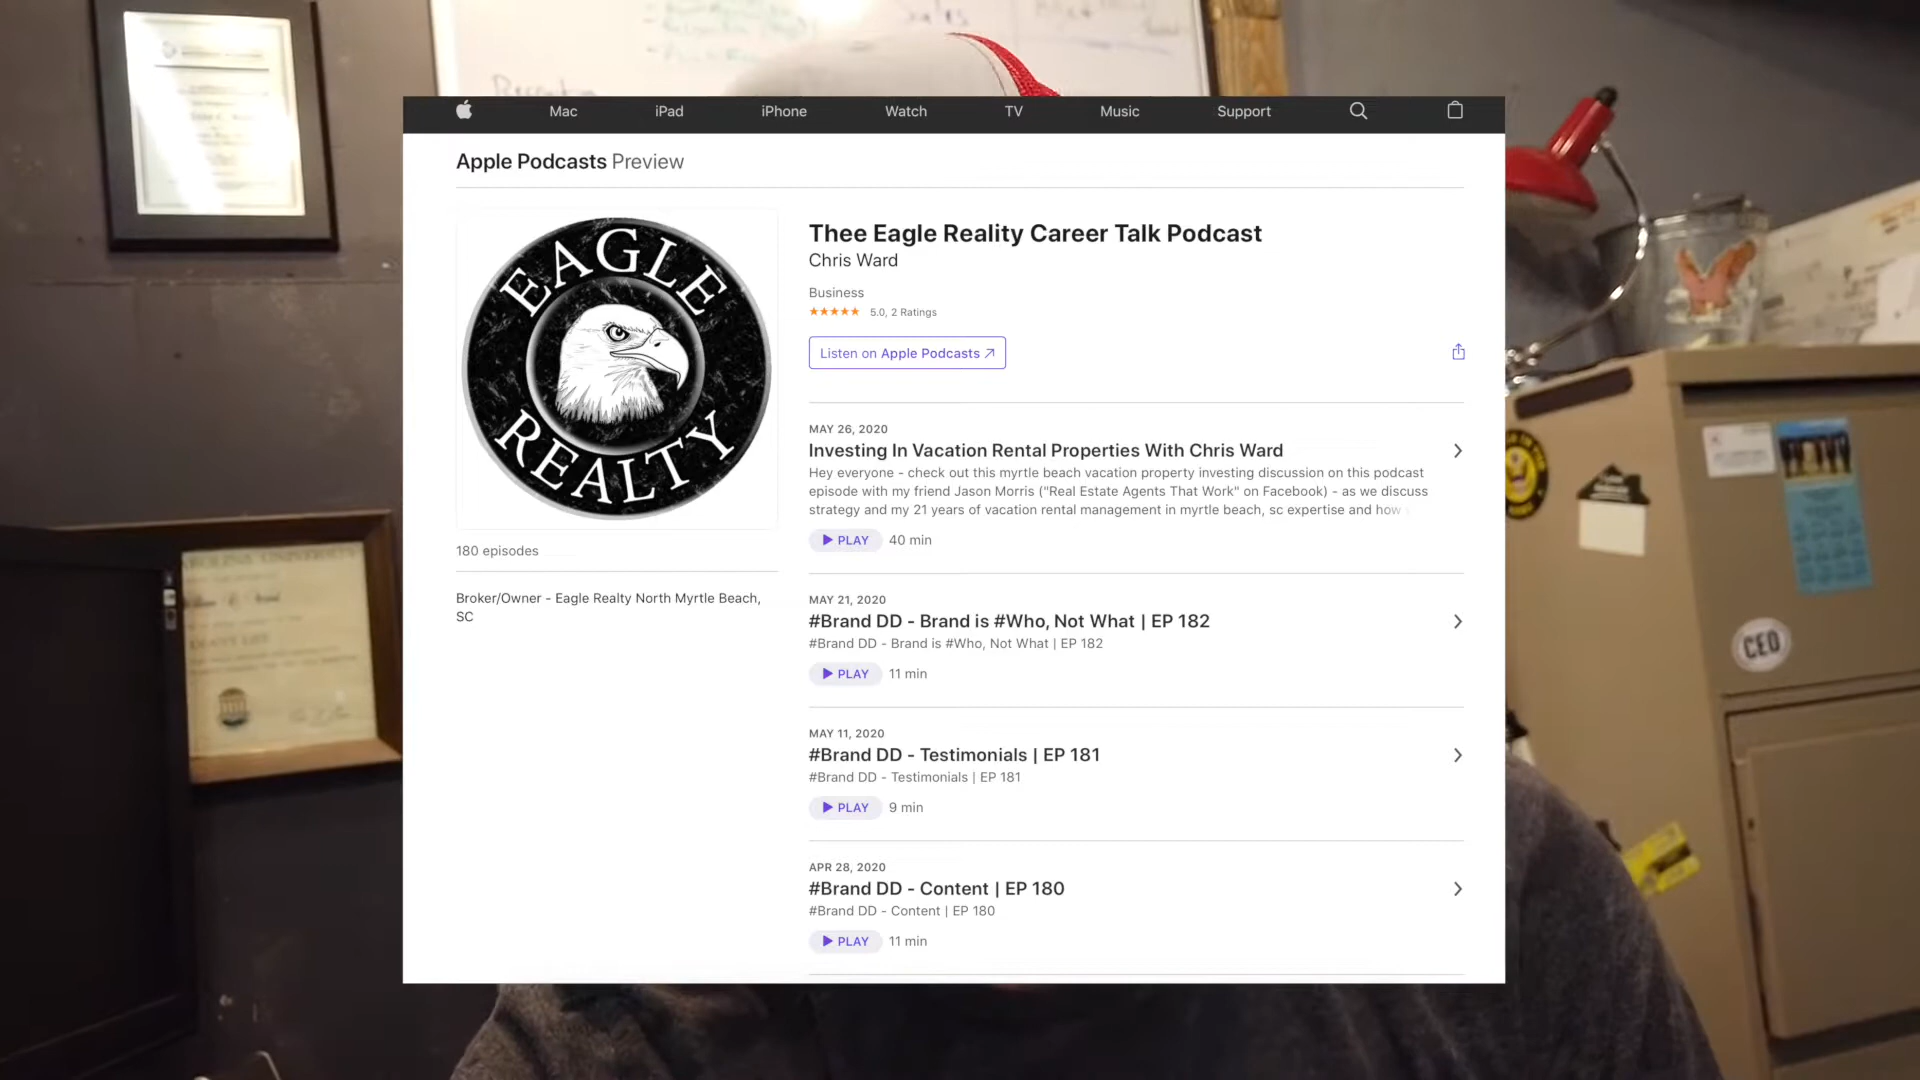 Sales
Mac
iPad
iPhone
Watch
TV
Music
Support
Apple Podcasts Preview
EAGLE
REALTY
180 episodes
Broker/Owner - Eagle Realty North Myrtle Beach,
SC
Thee Eagle Reality Career Talk Podcast
Chris Ward
Business
★★★★★ 5.0, 2 Ratings
Listen on Apple Podcasts ↗
MAY 26, 2020
Investing In Vacation Rental Properties With Chris Ward
Hey everyone - check out this myrtle beach vacation property investing discussion on this podcast
episode with my friend Jason Morris ("Real Estate Agents That Work" on Facebook) - as we discuss
strategy and my 21 years of vacation rental management in myrtle beach, sc expertise and how
PLAY 40 min
MAY 21, 2020
#Brand DD - Brand is #Who, Not What | EP 182
#Brand DD - Brand is #Who, Not What | EP 182
PLAY 11 min
MAY 11, 2020
#Brand DD - Testimonials | EP 181
#Brand DD - Testimonials | EP 181
PLAY 9 min
APR 28, 2020
#Brand DD - Content | EP 180
#Brand DD - Content | EP 180
PLAY 11 min
CEO